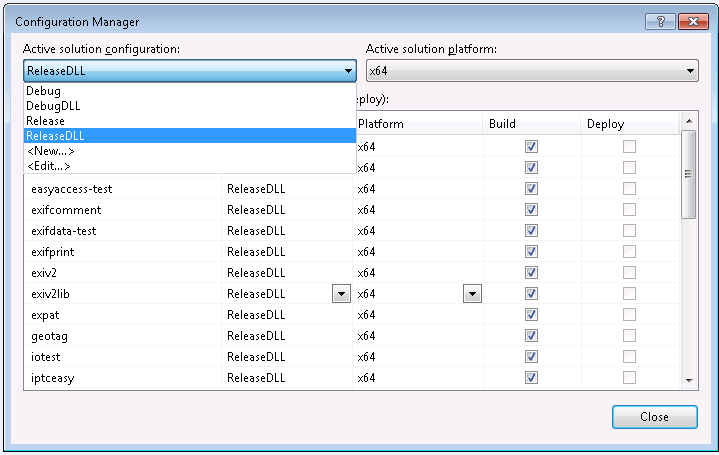 Configuration Manager
Active solution configuration: Active solution platform:
ReleaseDLL x64
Debug
DebugDLL
Release
ReleaseDLL
<New...>
<Edit...>
ploy):
Platform Build Deploy
x64
x64
easyaccess-test ReleaseDLL x64
exifcomment ReleaseDLL x64
exifdata-test ReleaseDLL x64
exifprint ReleaseDLL x64
exiv2 ReleaseDLL x64
exiv2lib ReleaseDLL x64
expat ReleaseDLL x64
geotag ReleaseDLL x64
iotest ReleaseDLL x64
iptceasy ReleaseDLL x64
Close